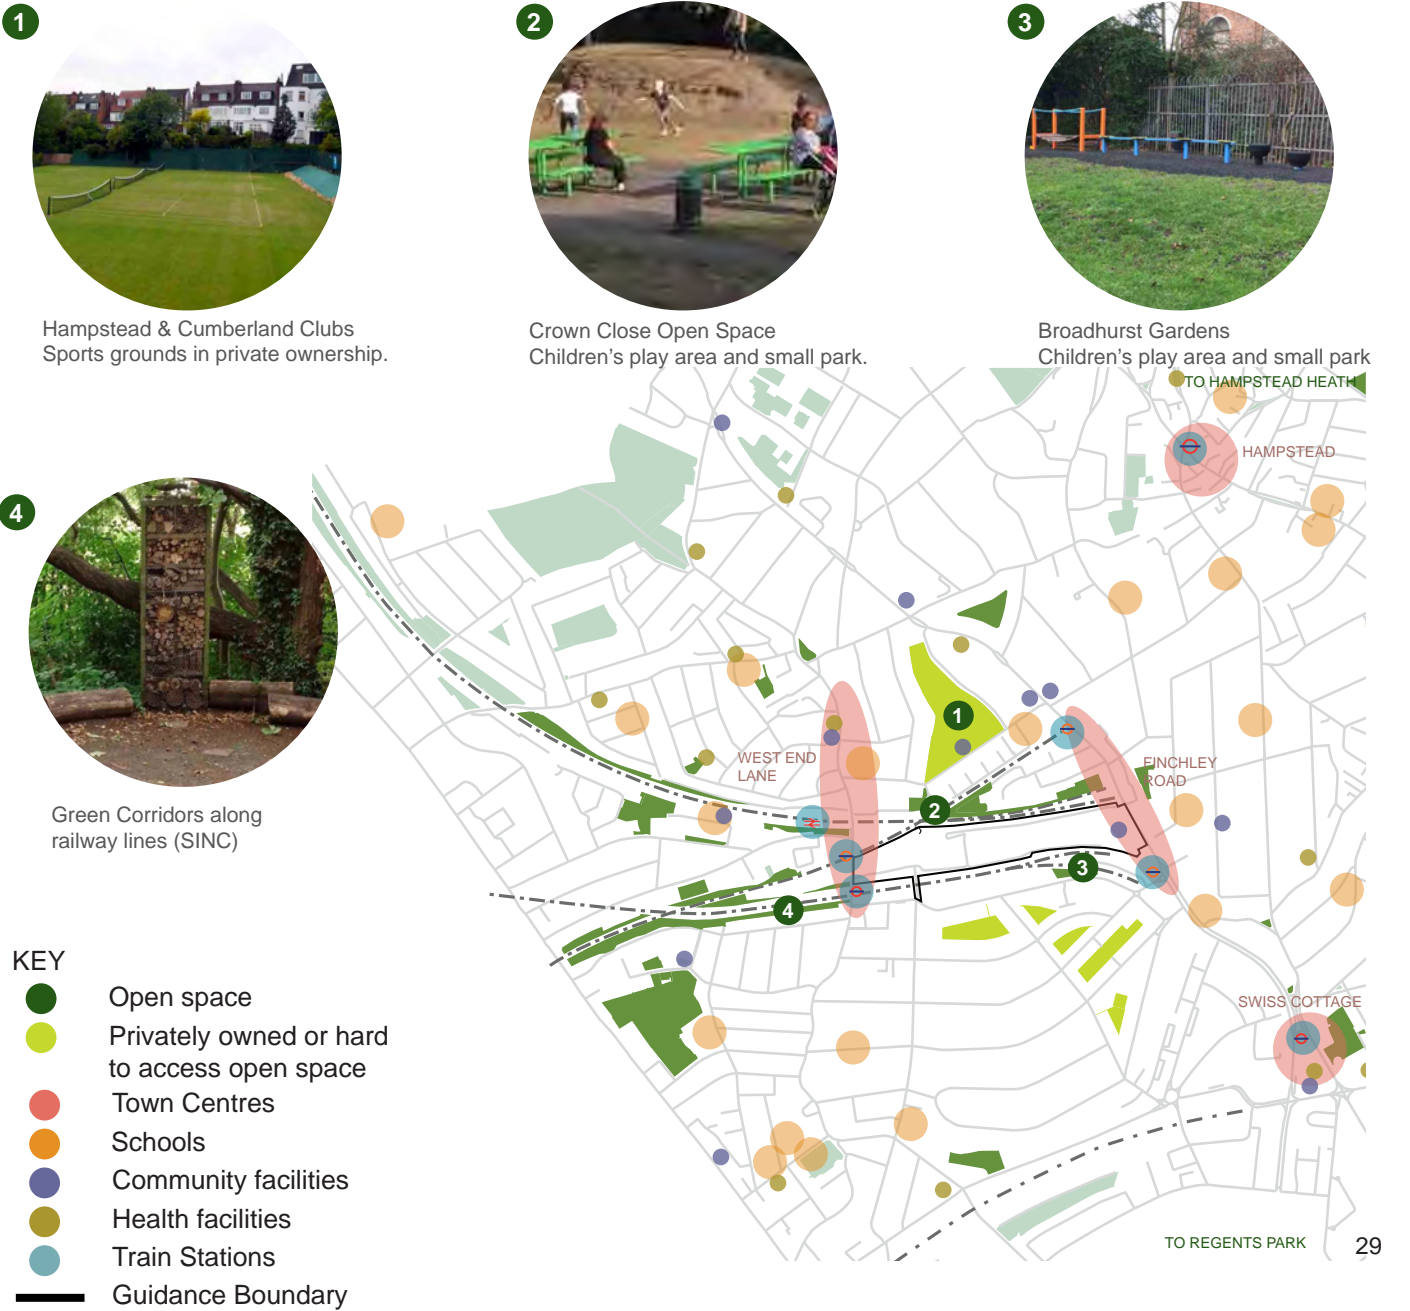 1
2
3
Hampstead & Cumberland Clubs
Sports grounds in private ownership.
Crown Close Open Space
Children's play area and small park.
Broadhurst Gardens
Children's play area and small park
TO HAMPSTEAD HEATH
HAMPSTEAD
4
1
WEST END
LANE
FINCHLEY
ROAD
2
3
4
Green Corridors along
railway lines (SINC)
KEY
Open space
Privately owned or hard
to access open space
Town Centres
Schools
Community facilities
Health facilities
Train Stations
Guidance Boundary
SWISS COTTAGE
TO REGENTS PARK
29